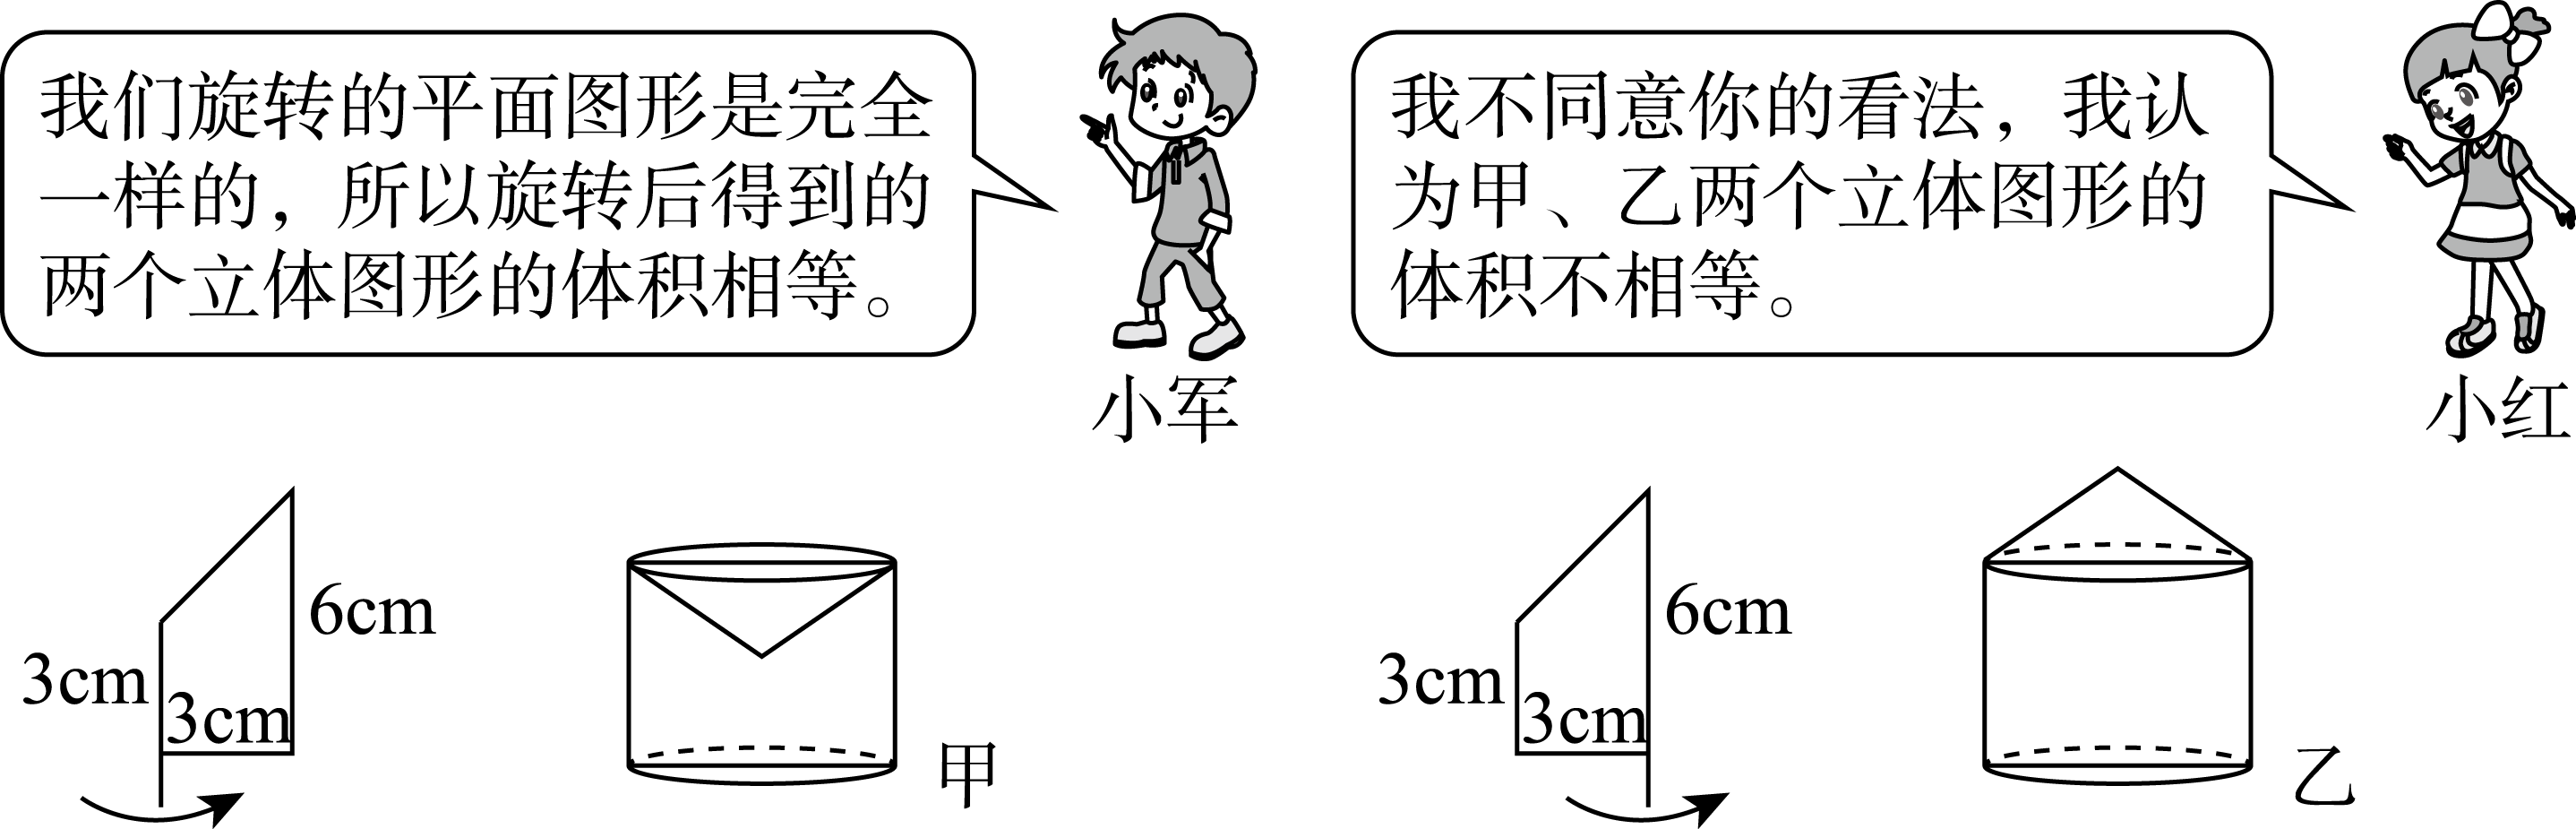 我们旋转的平面图形是完全
一样的，所以旋转后得到的
两个立体图形的体积相等。
小军
我不同意你的看法，我认
为甲、乙两个立体图形的
体积不相等。
小红
6cm
3cm
3cm
甲
6cm
3cm
3cm
乙